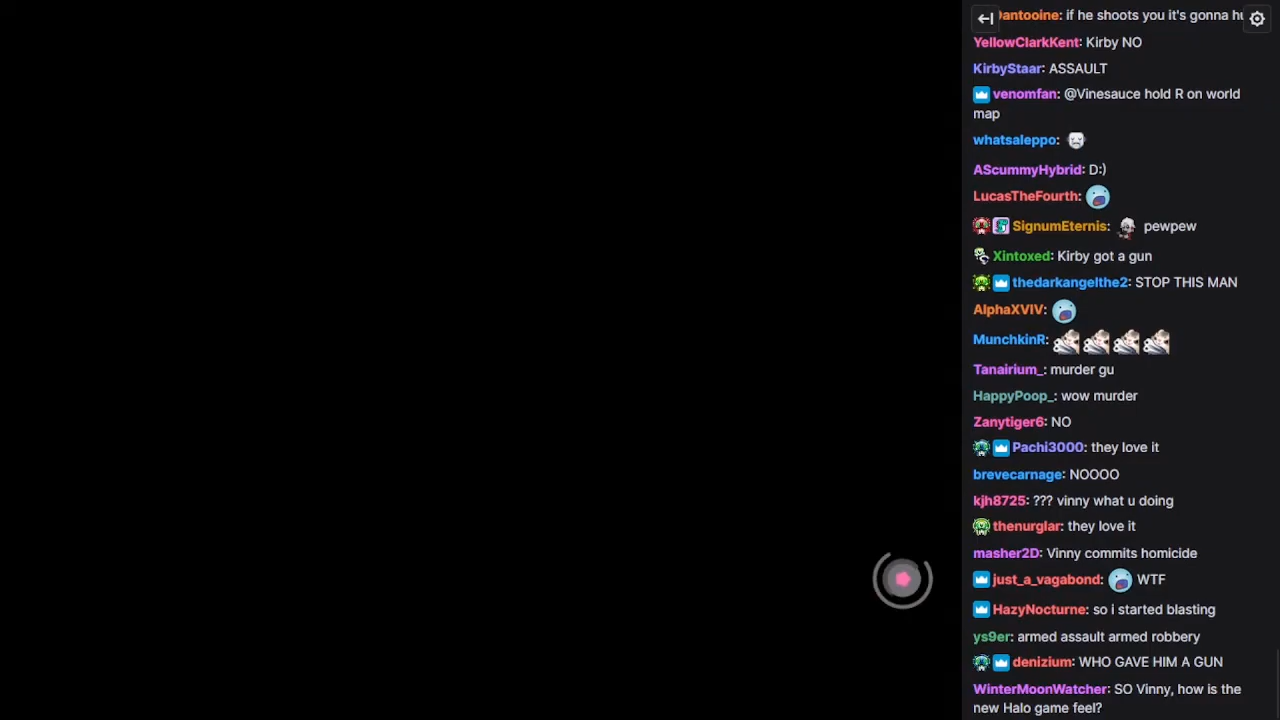 Dantooine: if he shoots you it's gonna hu
YellowClarkKent: Kirby NO
KirbyStaar: ASSAULT
venomfan: @Vinesauce hold R on world
map
whatsaleppo:
AScummyHybrid: D:)
LucasTheFourth:
SignumEternis: pewpew
Xintoxed: Kirby got a gun
thedarkangelthe2: STOP THIS MAN
AlphaXVIV:
MunchkinR:
Tanairium_: murder gu
HappyPoop_: wow murder
Zanytiger6: NO
Pachi3000: they love it
brevecarnage: NOOOO
kjh8725: ??? vinny what u doing
thenurglar: they love it
masher2D: Vinny commits homicide
just_a_vagabond: WTF
HazyNocturne: so i started blasting
ys9er: armed assault armed robbery
denizium: WHO GAVE HIM A GUN
WinterMoonWatcher: SO Vinny, how is the
new Halo game feel?